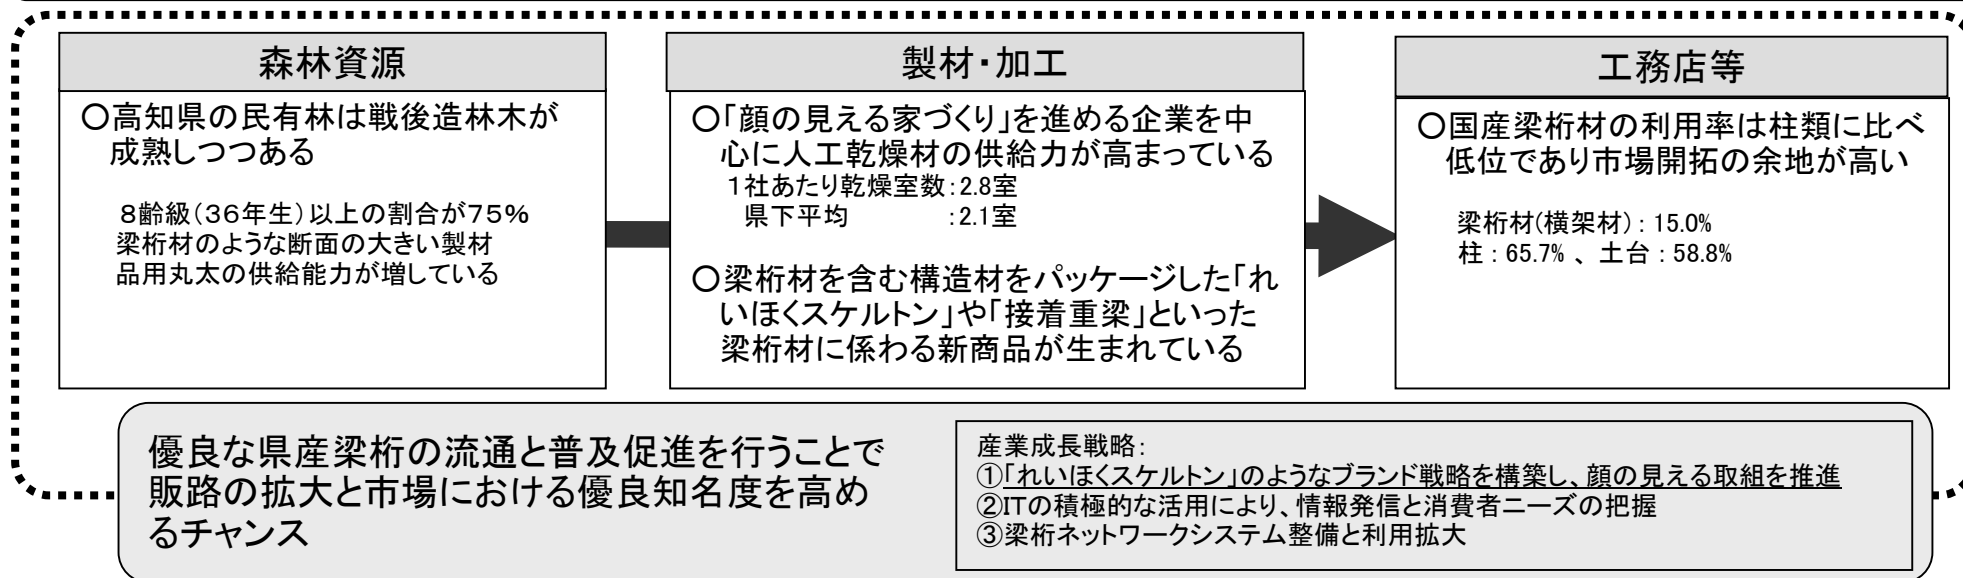 森林資源
〇高知県の民有林は戦後造林木が
成熟しつつある
8齢級(36年生)以上の割合が75%
梁桁材のような断面の大きい製材
品用丸太の供給能力が増している
製材・加工
〇「顔の見える家づくり」を進める企業を中
心に人工乾燥材の供給力が高まっている
1社あたり乾燥室数:2.8室
県下平均 :2.1室
〇梁桁材を含む構造材をパッケージした「れ
いほくスケルトン」や「接着重梁」といった
梁桁材に係わる新商品が生まれている
工務店等
〇国産梁桁材の利用率は柱類に比べ
低位であり市場開拓の余地が高い
梁桁材(横架材):15.0%
柱:65.7% 、土台:58.8%
優良な県産梁桁の流通と普及促進を行うことで
販路の拡大と市場における優良知名度を高め
るチャンス
産業成長戦略:
①「れいほくスケルトン」のようなブランド戦略を構築し、顔の見える取組を推進
②ITの積極的な活用により、情報発信と消費者ニーズの把握
③梁桁ネットワークシステム整備と利用拡大